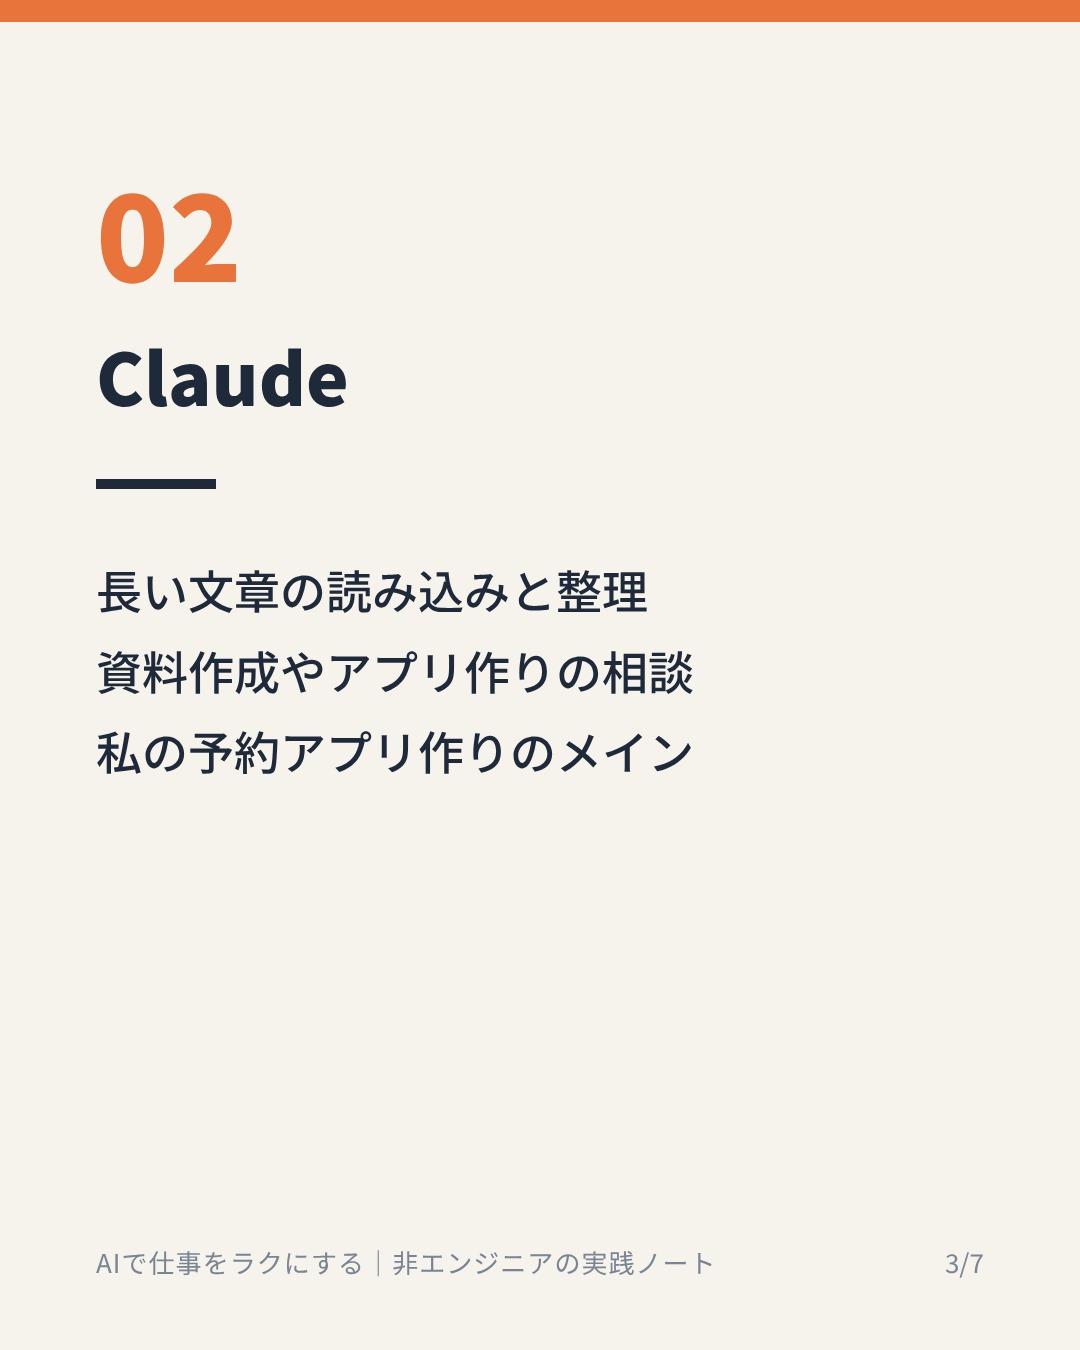 02
Claude
長い文章の読み込みと整理
資料作成やアプリ作りの相談
私の予約アプリ作りのメイン
AIで仕事をラクにする｜非エンジニアの実践ノート
3/7